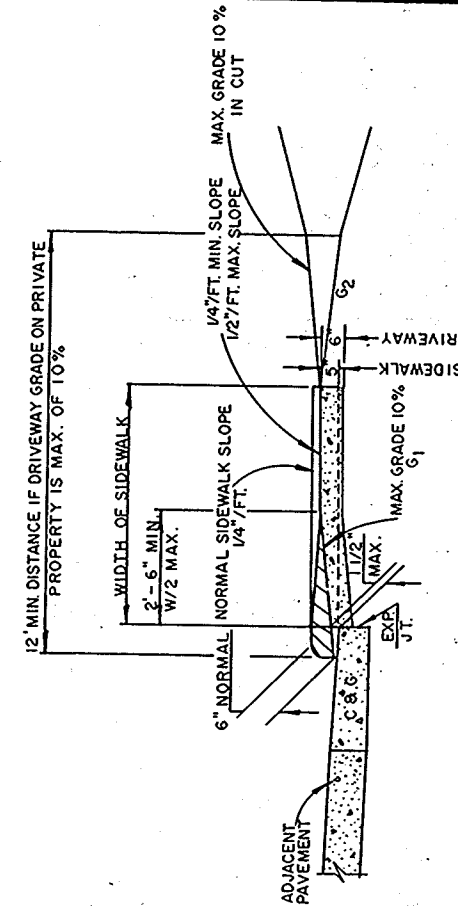 12' MIN. DISTANCE IF DRIVEWAY GRADE ON PRIVATE
PROPERTY IS MAX. OF 10%
WIDTH OF SIDEWALK
2'-6" MIN.
W/2 MAX.
6" NORMAL
NORMAL SIDEWALK SLOPE
1/4"/FT.
1/4"/FT. MIN. SLOPE
1/2"/FT. MAX. SLOPE
MAX. GRADE 10%
IN CUT
G2
5"
6"
SIDEWALK
RIVEWAY
MAX. GRADE 10%
G1
1 1/2"
MAX.
EXP.
JT.
C & G
ADJACENT
PAVEMENT